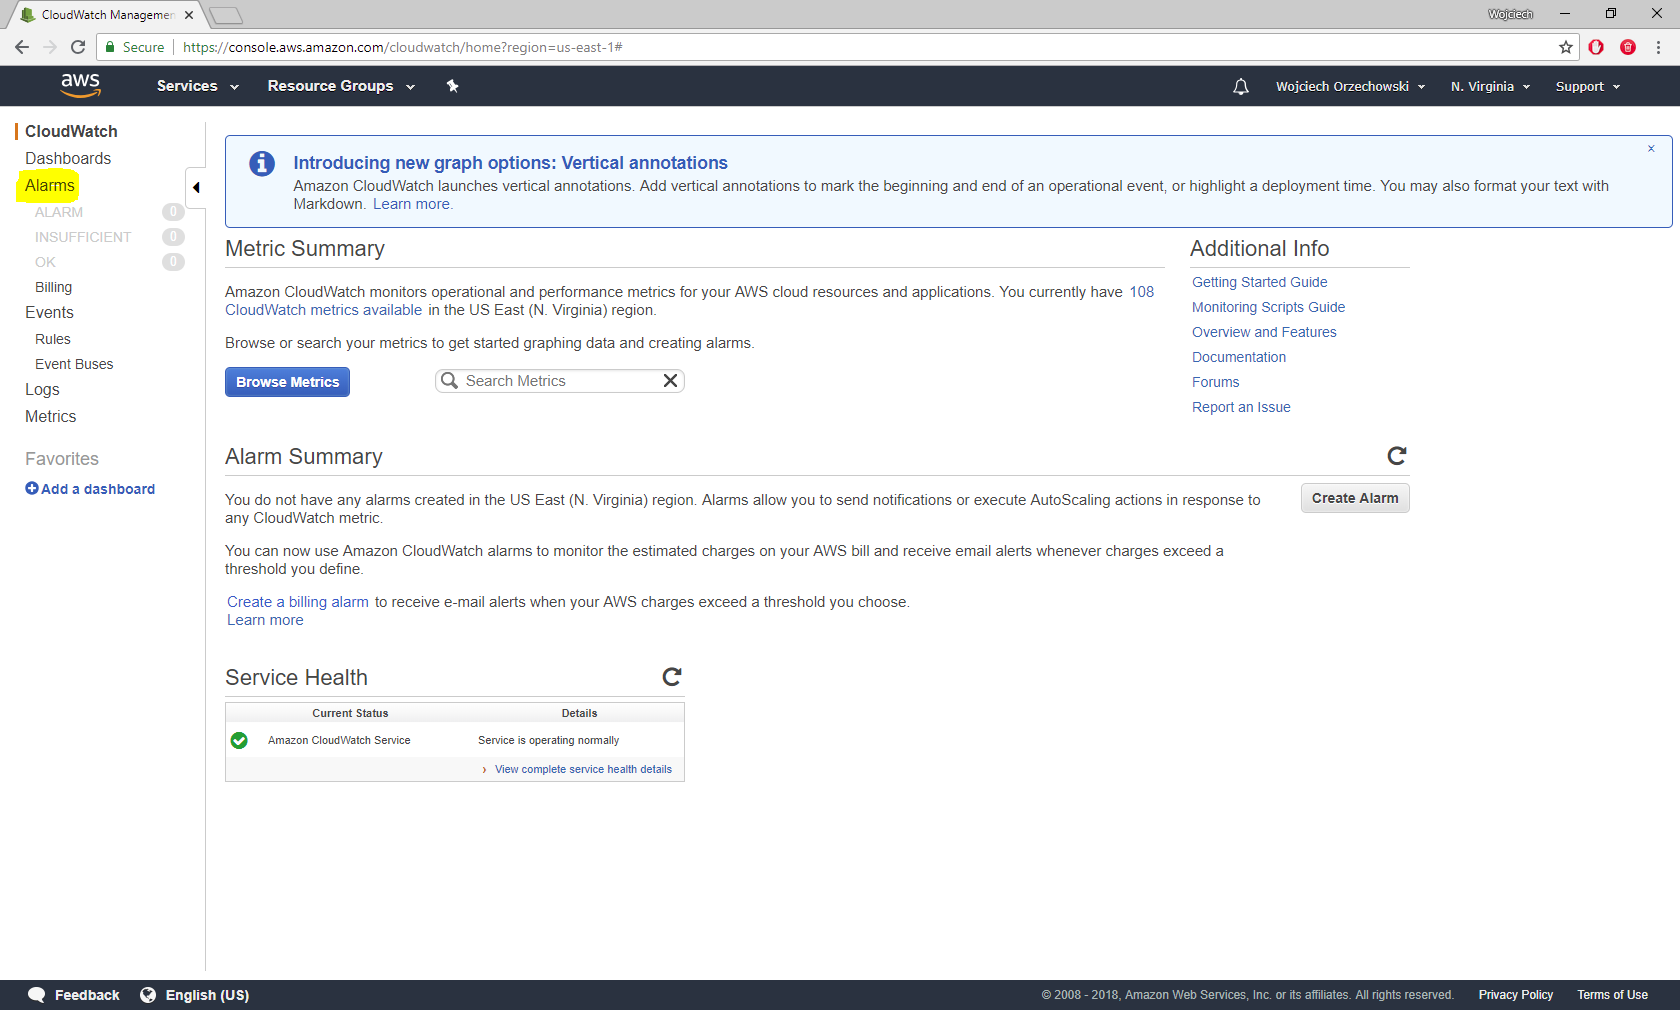 CloudWatch Managemen
Wojciech
Secure
https://console.aws.amazon.com/cloudwatch/home?region=us-east-1#
aws
Services
Resource Groups
Wojciech Orzechowski
N. Virginia
Support
CloudWatch
Dashboards
Alarms
ALARM 0
INSUFFICIENT 0
OK 0
Billing
Events
Rules
Event Buses
Logs
Metrics
Favorites
Add a dashboard
Introducing new graph options: Vertical annotations
Amazon CloudWatch launches vertical annotations. Add vertical annotations to mark the beginning and end of an operational event, or highlight a deployment time. You may also format your text with
Markdown. Learn more.
Metric Summary
Amazon CloudWatch monitors operational and performance metrics for your AWS cloud resources and applications. You currently have 108
CloudWatch metrics available in the US East (N. Virginia) region.
Browse or search your metrics to get started graphing data and creating alarms.
Browse Metrics
Search Metrics
Additional Info
Getting Started Guide
Monitoring Scripts Guide
Overview and Features
Documentation
Forums
Report an Issue
Alarm Summary
You do not have any alarms created in the US East (N. Virginia) region. Alarms allow you to send notifications or execute AutoScaling actions in response to
any CloudWatch metric.
Create Alarm
You can now use Amazon CloudWatch alarms to monitor the estimated charges on your AWS bill and receive email alerts whenever charges exceed a
threshold you define.
Create a billing alarm to receive e-mail alerts when your AWS charges exceed a threshold you choose.
Learn more
Service Health
Current Status Details
Amazon CloudWatch Service Service is operating normally
› View complete service health details
Feedback
English (US)
© 2008 - 2018, Amazon Web Services, Inc. or its affiliates. All rights reserved.
Privacy Policy
Terms of Use